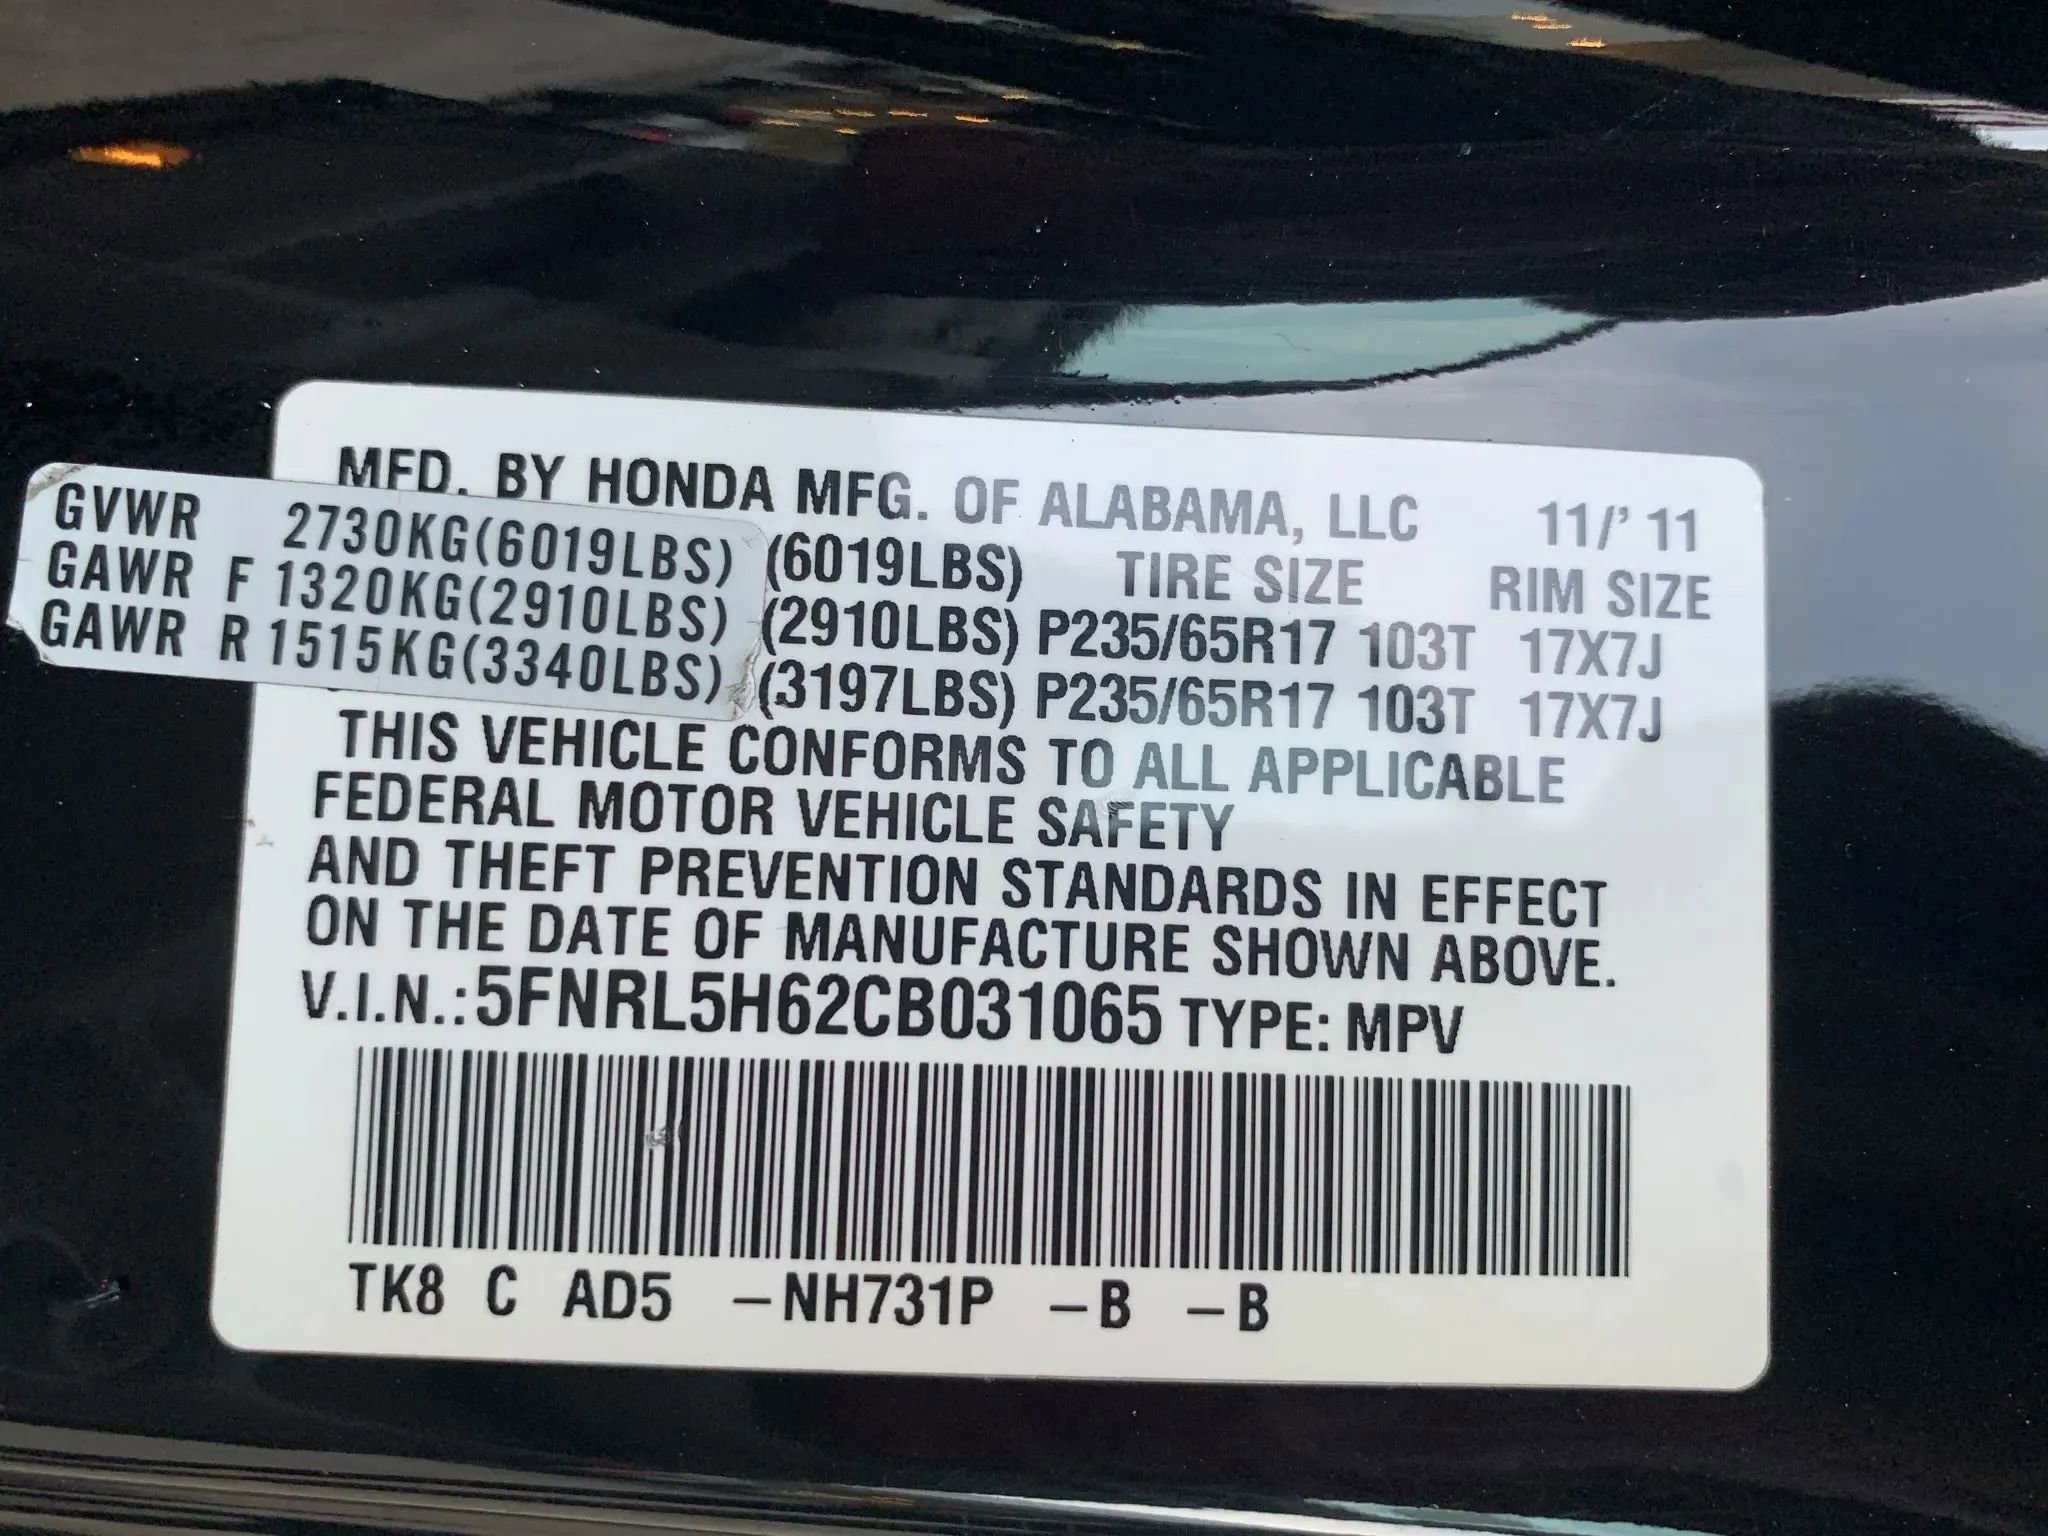 MFD. BY HONDA MFG. OF ALABAMA, LLC 11/' 11
GVWR 2730KG(6019LBS) (6019LBS) TIRE SIZE RIM SIZE
GAWR F 1320KG(2910LBS) (2910LBS) P235/65R17 103T 17X7J
GAWR R 1515KG(3340LBS) (3197LBS) P235/65R17 103T 17X7J
THIS VEHICLE CONFORMS TO ALL APPLICABLE
FEDERAL MOTOR VEHICLE SAFETY
AND THEFT PREVENTION STANDARDS IN EFFECT
ON THE DATE OF MANUFACTURE SHOWN ABOVE.
V.I.N.:5FNRL5H62CB031065 TYPE: MPV
TK8 C AD5 –NH731P –B –B